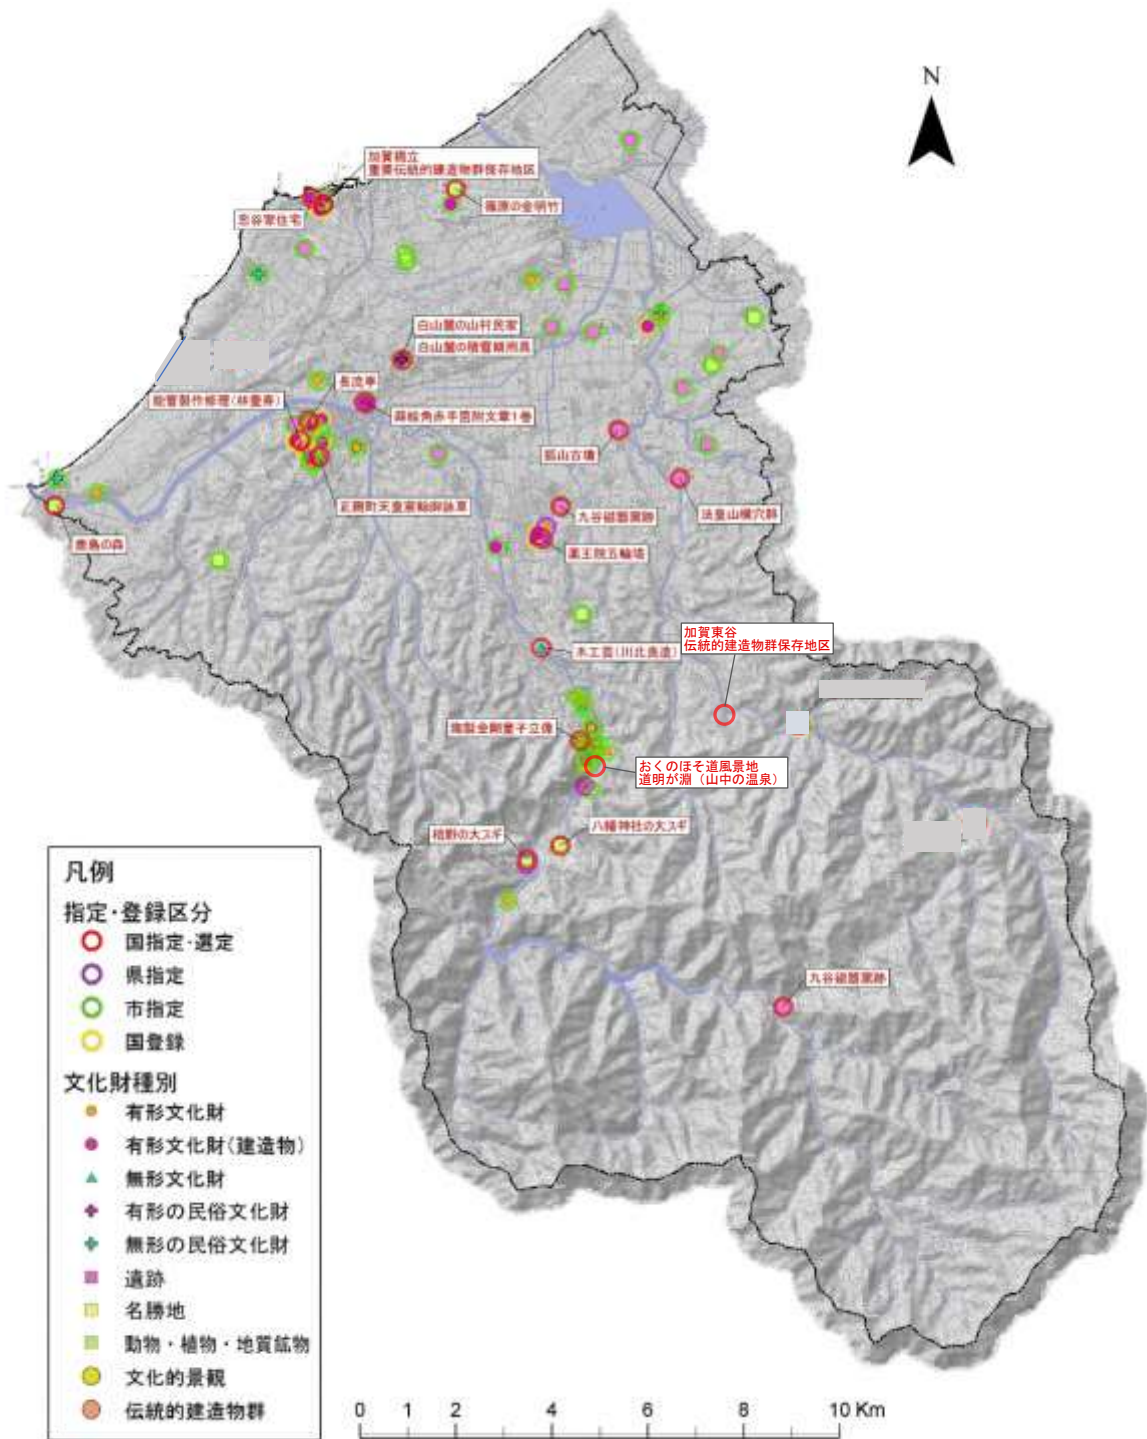 N
加賀橋立
重要伝統的建造物群保存地区
篠原の金明竹
忠谷家住宅
白山麓の山村民家
白山麓の積雪期用具
長流亭
能管製作修理(林豊寿)
蒔絵角赤手箱附文章1巻
狐山古墳
法皇山横穴群
九谷磁器窯跡
薬王院五輪塔
鹿島の森
木工芸(川北良造)
加賀東谷
伝統的建造物群保存地区
おくのほそ道風景地
道明が淵（山中の温泉）
八幡神社の大スギ
栢野の大スギ
九谷磁器窯跡
凡例
指定・登録区分
国指定・選定
県指定
市指定
国登録
文化財種別
有形文化財
有形文化財(建造物)
無形文化財
有形の民俗文化財
無形の民俗文化財
遺跡
名勝地
動物・植物・地質鉱物
文化的景観
伝統的建造物群
0 1 2 4 6 8 10 Km